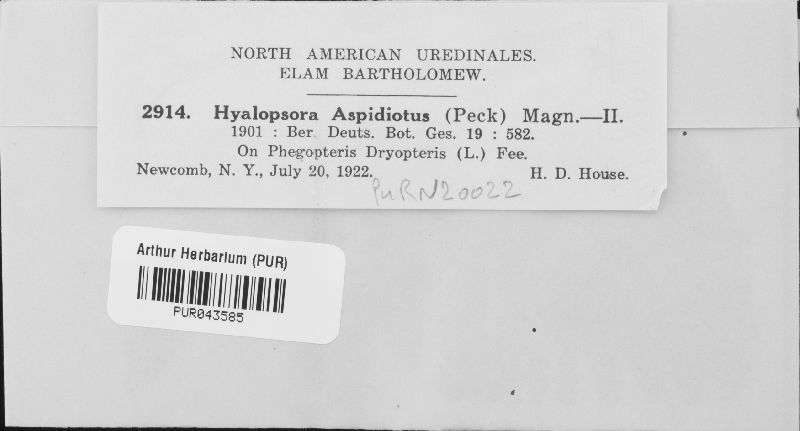 NORTH AMERICAN UREDINALES.
ELAM BARTHOLOMEW.
2914. Hyalopsora Aspidiotus (Peck) Magn.—II.
1901 : Ber. Deuts. Bot. Ges. 19 : 582.
On Phegopteris Dryopteris (L.) Fee.
Newcomb, N. Y., July 20, 1922. H. D. House.
PURN20022
Arthur Herbarium (PUR)
PUR043585